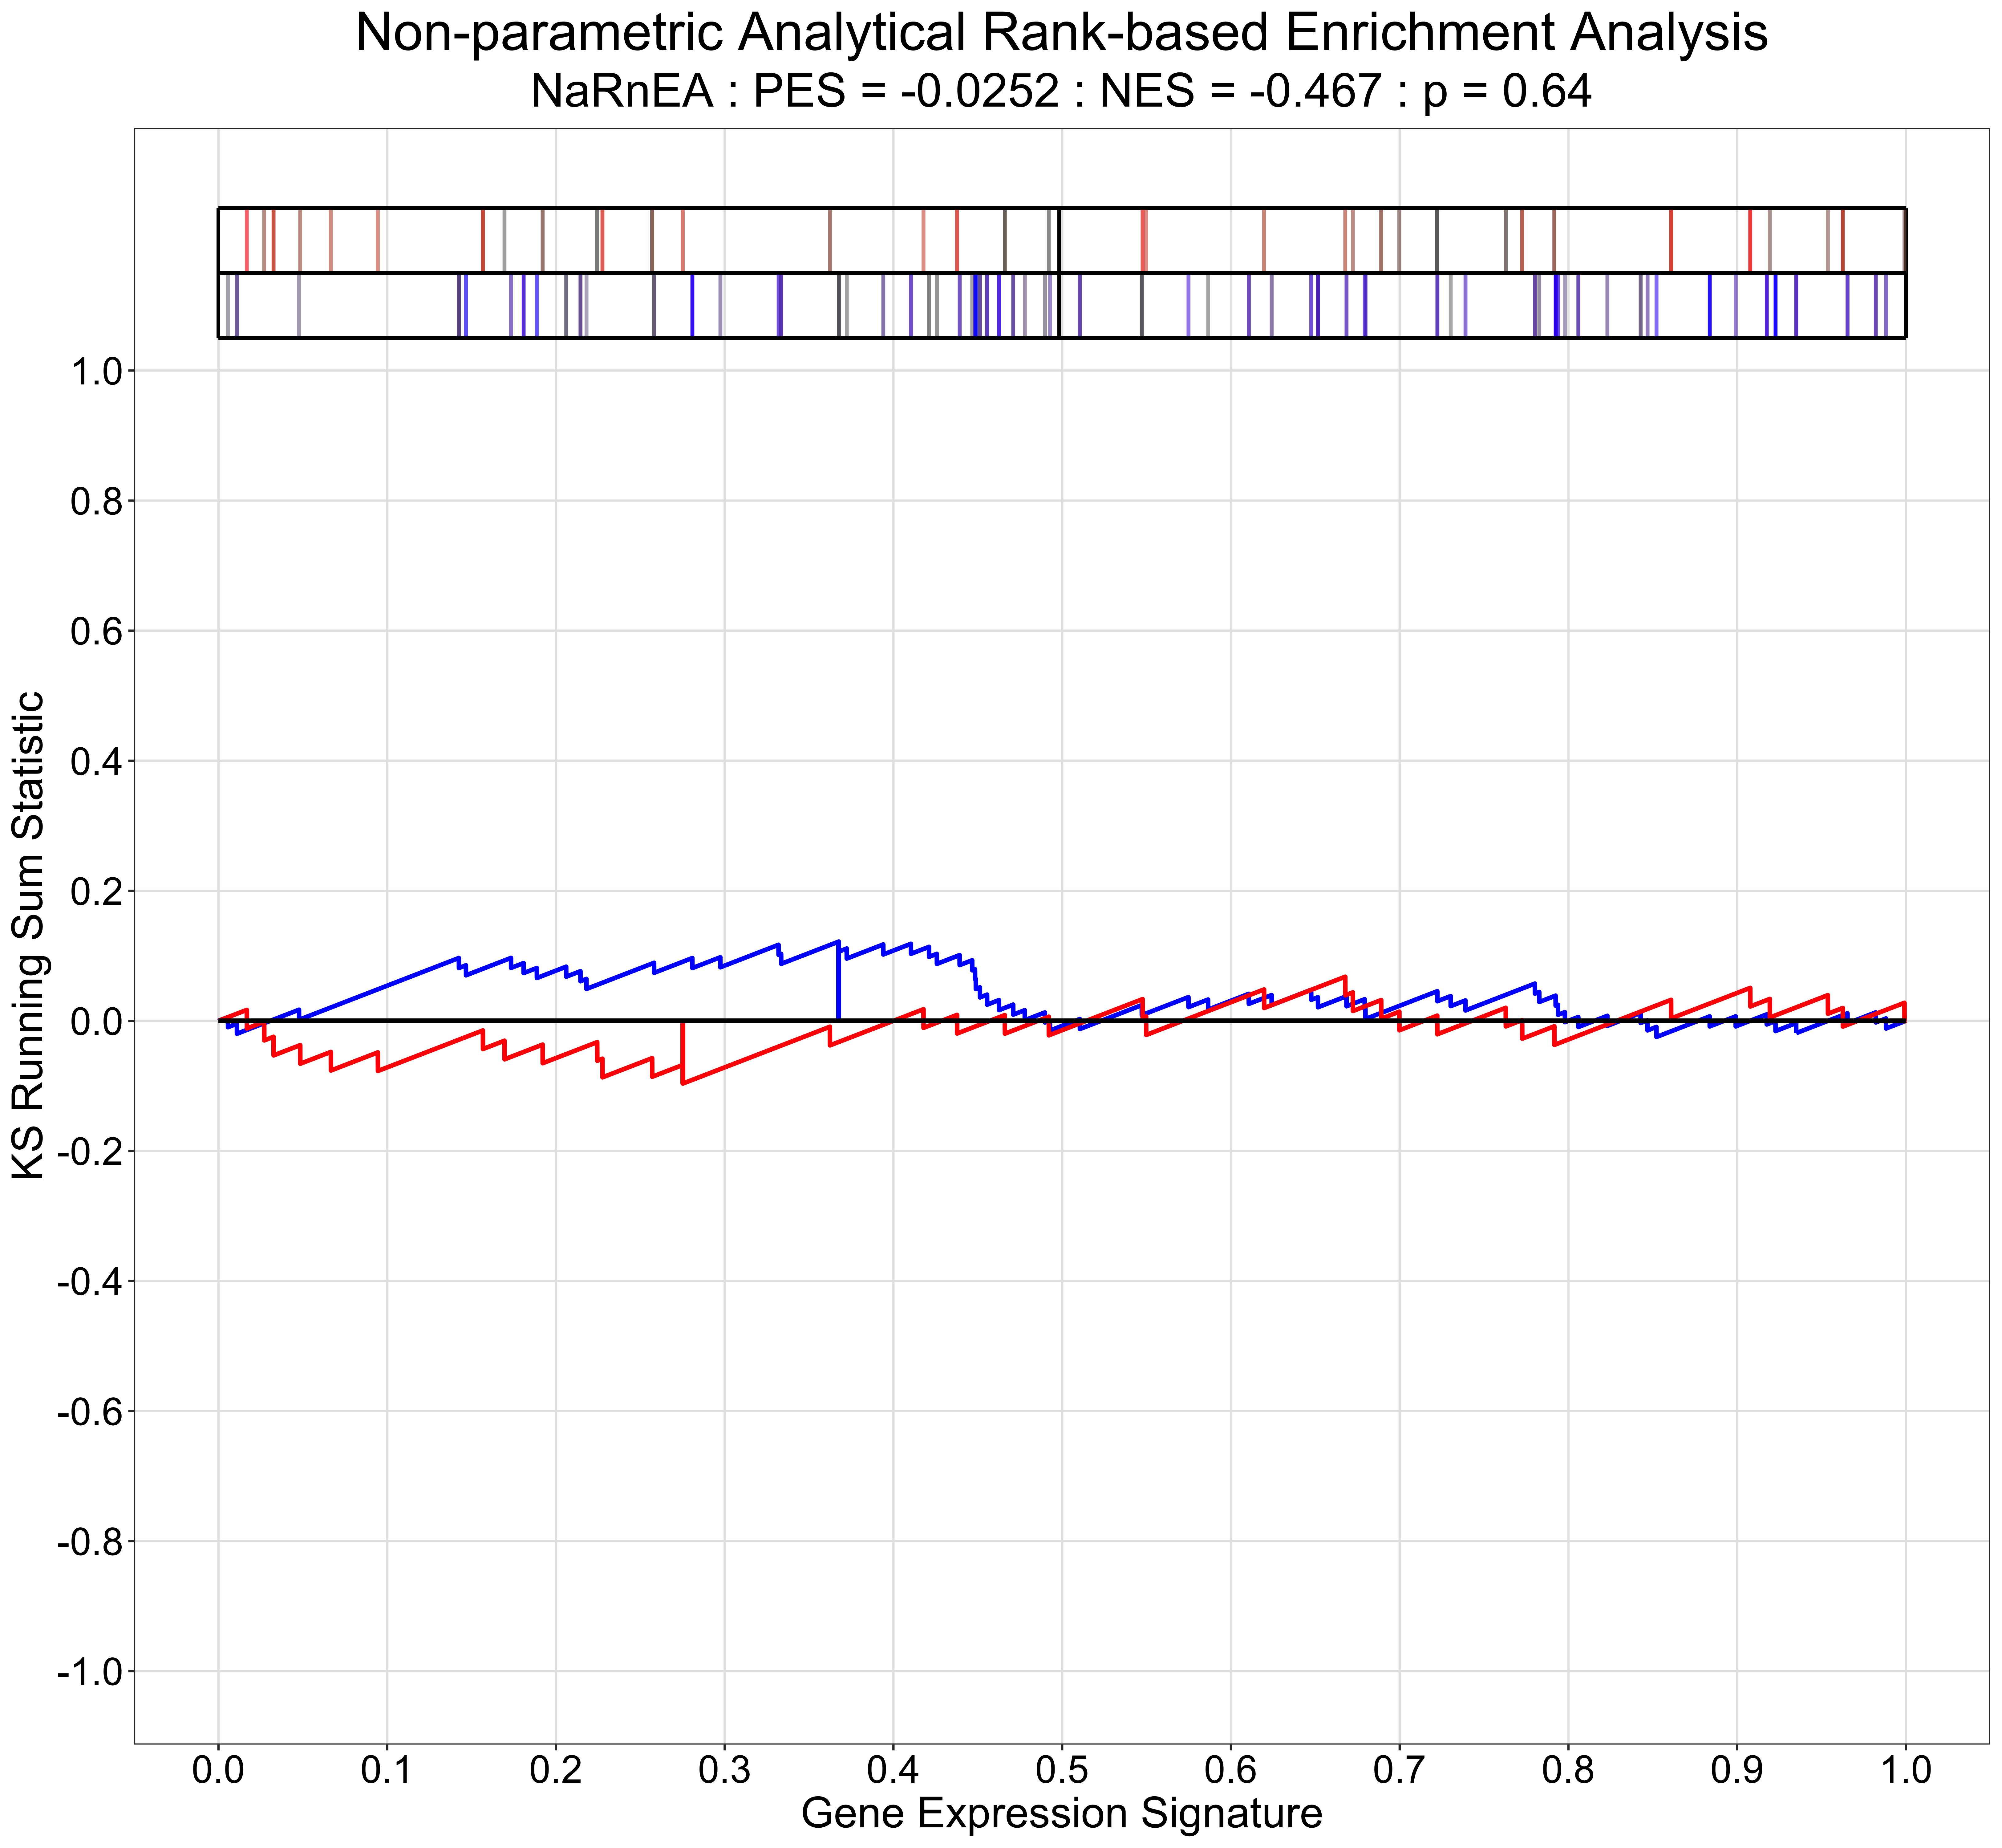 Non-parametric Analytical Rank-based Enrichment Analysis
NaRnEA : PES = -0.0252 : NES = -0.467 : p = 0.64
1.0
0.8
0.6
0.4
0.2
0.0
-0.2
-0.4
-0.6
-0.8
-1.0
KS Running Sum Statistic
0.0 0.1 0.2 0.3 0.4 0.5 0.6 0.7 0.8 0.9 1.0
Gene Expression Signature